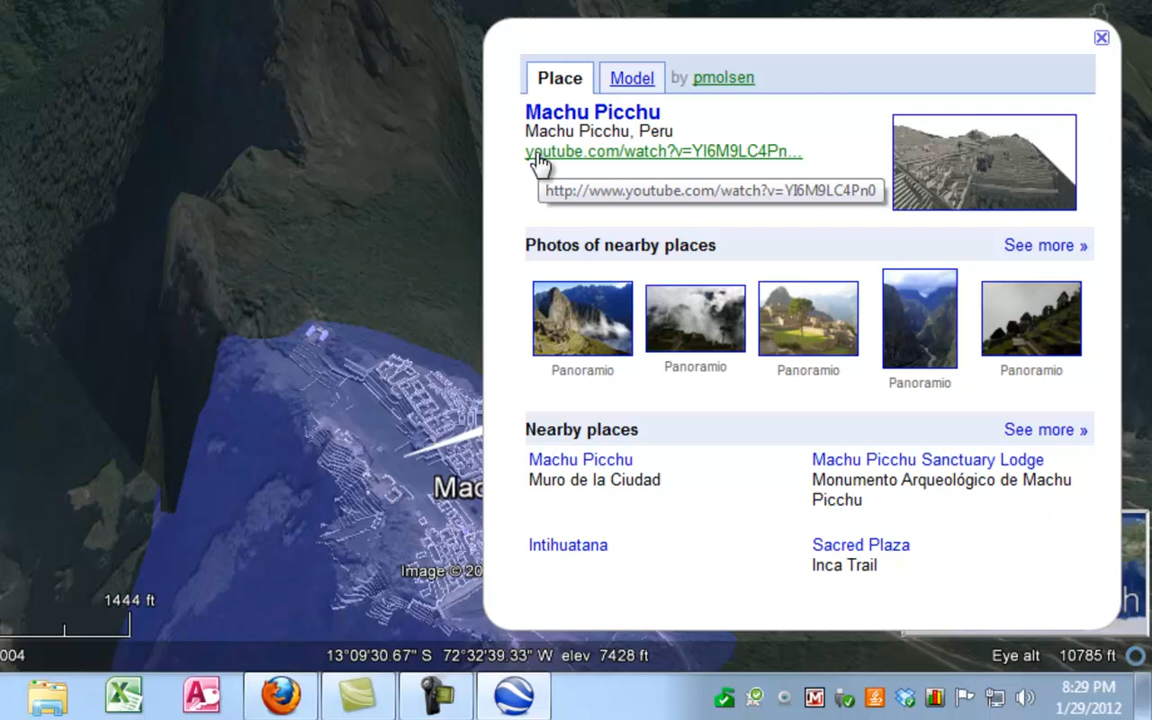 Place
Model
by pmolsen
Machu Picchu
Machu Picchu, Peru
youtube.com/watch?v=YI6M9LC4Pn...
http://www.youtube.com/watch?v=YI6M9LC4Pn0
Photos of nearby places
See more »
Panoramio
Panoramio
Panoramio
Panoramio
Panoramio
Nearby places
See more »
Machu Picchu
Muro de la Ciudad
Machu Picchu Sanctuary Lodge
Monumento Arqueológico de Machu
Picchu
Intihuatana
Sacred Plaza
Inca Trail
Mac
Image © 20
1444 ft
h
004
13°09'30.67" S 72°32'39.33" W elev 7428 ft
Eye alt 10785 ft
8:29 PM
1/29/2012